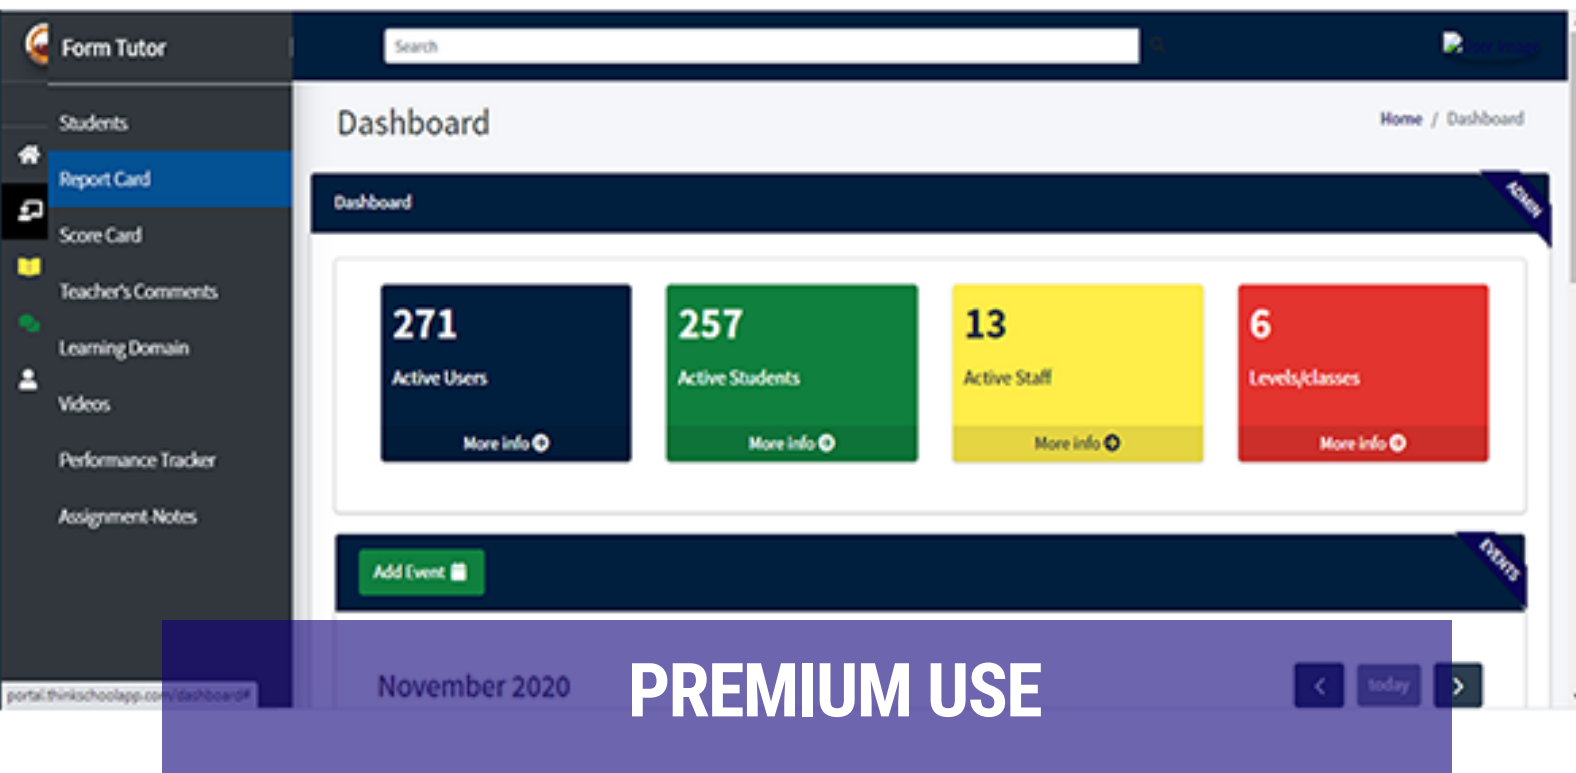 Form Tutor
Search
Students
Report Card
Score Card
Teacher's Comments
Learning Domain
Videos
Performance Tracker
Assignment-Notes
portal.thinkschoolapp.com/dashboard#
Dashboard
Home / Dashboard
Dashboard
ADMIN
271
Active Users
More info
257
Active Students
More info
13
Active Staff
More info
6
Levels/classes
More info
Add Event
EVENTS
November 2020
today
PREMIUM USE